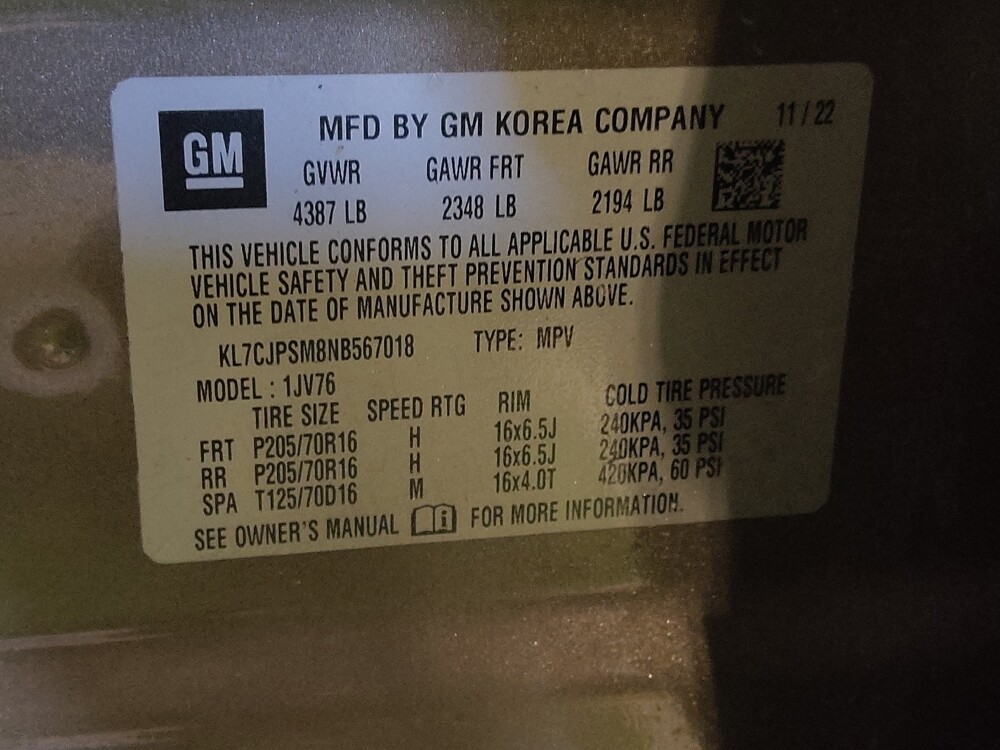 GM
MFD BY GM KOREA COMPANY 11 / 22
GVWR GAWR FRT GAWR RR
4387 LB 2348 LB 2194 LB
THIS VEHICLE CONFORMS TO ALL APPLICABLE U.S. FEDERAL MOTOR
VEHICLE SAFETY AND THEFT PREVENTION STANDARDS IN EFFECT
ON THE DATE OF MANUFACTURE SHOWN ABOVE.
KL7CJPSM8NB567018 TYPE: MPV
MODEL : 1JV76
TIRE SIZE SPEED RTG RIM COLD TIRE PRESSURE
FRT P205/70R16 H 16x6.5J 240KPA, 35 PSI
RR P205/70R16 H 16x6.5J 240KPA, 35 PSI
SPA T125/70D16 M 16x4.0T 420KPA, 60 PSI
SEE OWNER'S MANUAL FOR MORE INFORMATION.